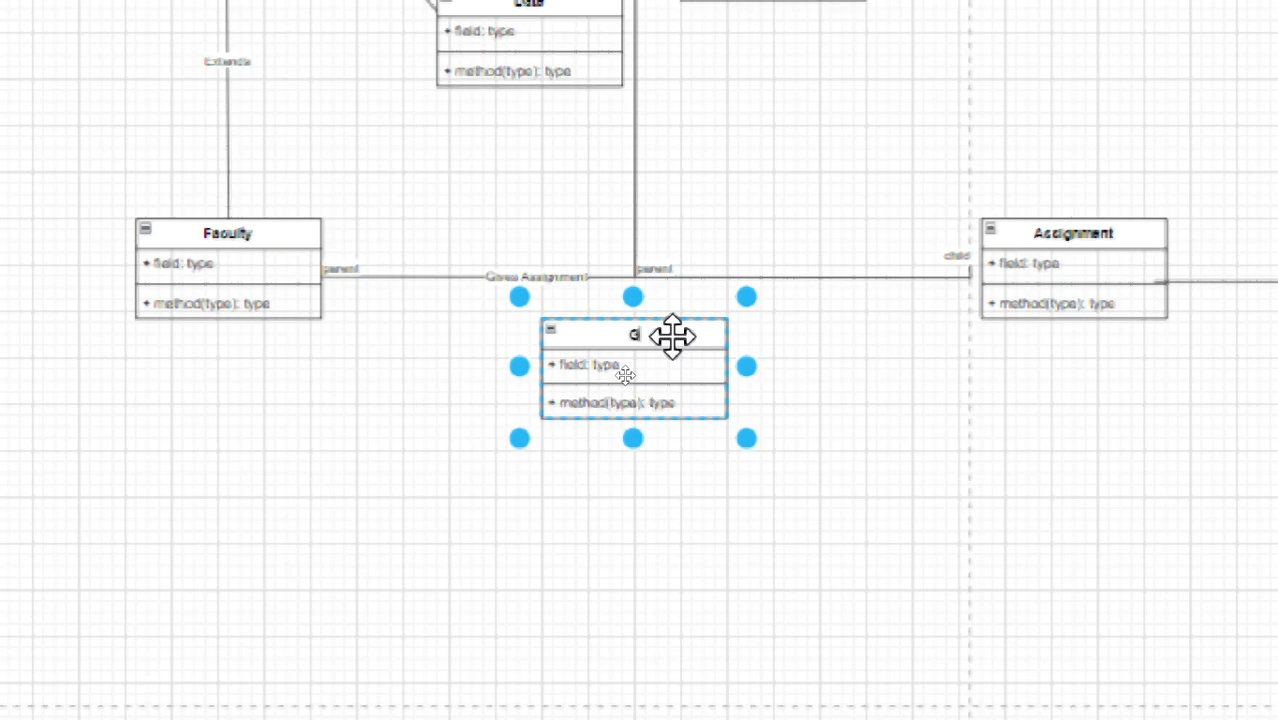 Date
+ field: type
+ method(type): type
Extends
Faculty
+ field: type
+ method(type): type
parent
Gives Assignment
parent
child
Assignment
+ field: type
+ method(type): type
G
+ field: type
+ method(type): type